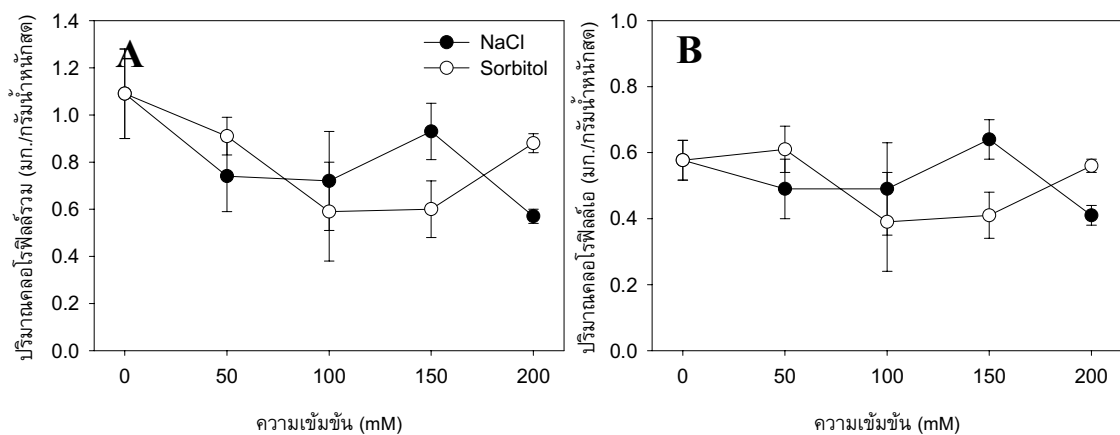 ปริมาณคลอโรฟิลล์รวม (มก./กรัมน้ำหนักสด)
1.4
1.2
1.0
0.8
0.6
0.4
0.2
0.0
A
NaCl
Sorbitol
0 50 100 150 200
ความเข้มข้น (mM)
ปริมาณคลอโรฟิลล์เอ (มก./กรัมน้ำหนักสด)
1.0
0.8
0.6
0.4
0.2
0.0
B
0 50 100 150 200
ความเข้มข้น (mM)